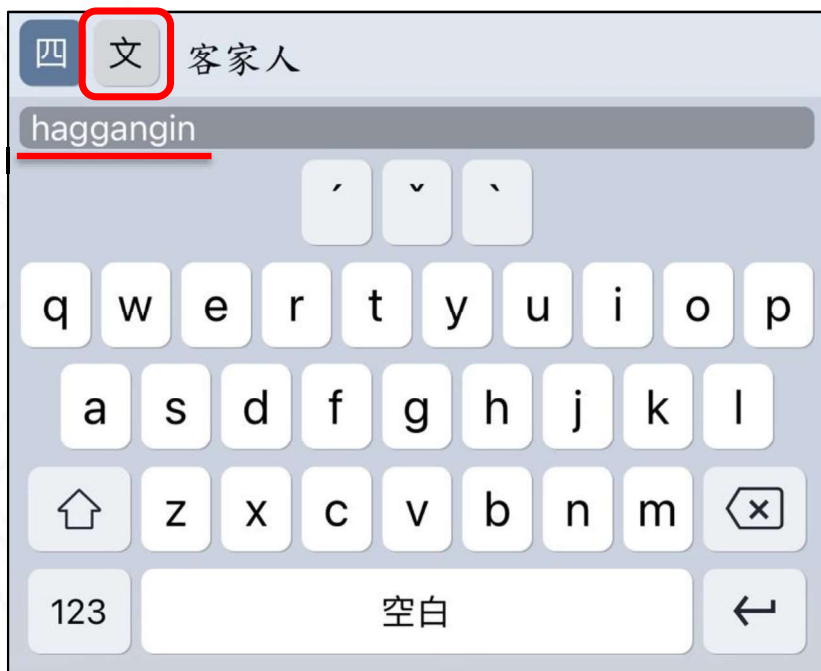 四 文 客家人
haggangin
ˊ ˇ ˋ
q w e r t y u i o p
a s d f g h j k l
z x c v b n m
123 空白